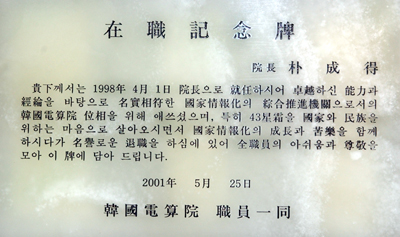 在職記念牌
院長 朴成得
貴下께서는 1998年 4月 1日 院長으로 就任하시어 卓越하신 能力과
經綸을 바탕으로 名實相符한 國家情報化의 綜合推進機關으로서의
韓國電算院 位相을 위해 애쓰셨으며, 특히 43星霜을 國家와 民族을
위하는 마음으로 살아오시면서 國家情報化의 成長과 苦樂을 함께
하시다가 名譽로운 退職을 하심에 있어 全職員의 아쉬움과 尊敬을
모아 이 牌에 담아 드립니다.
2001年 5月 25日
韓國電算院 職員一同